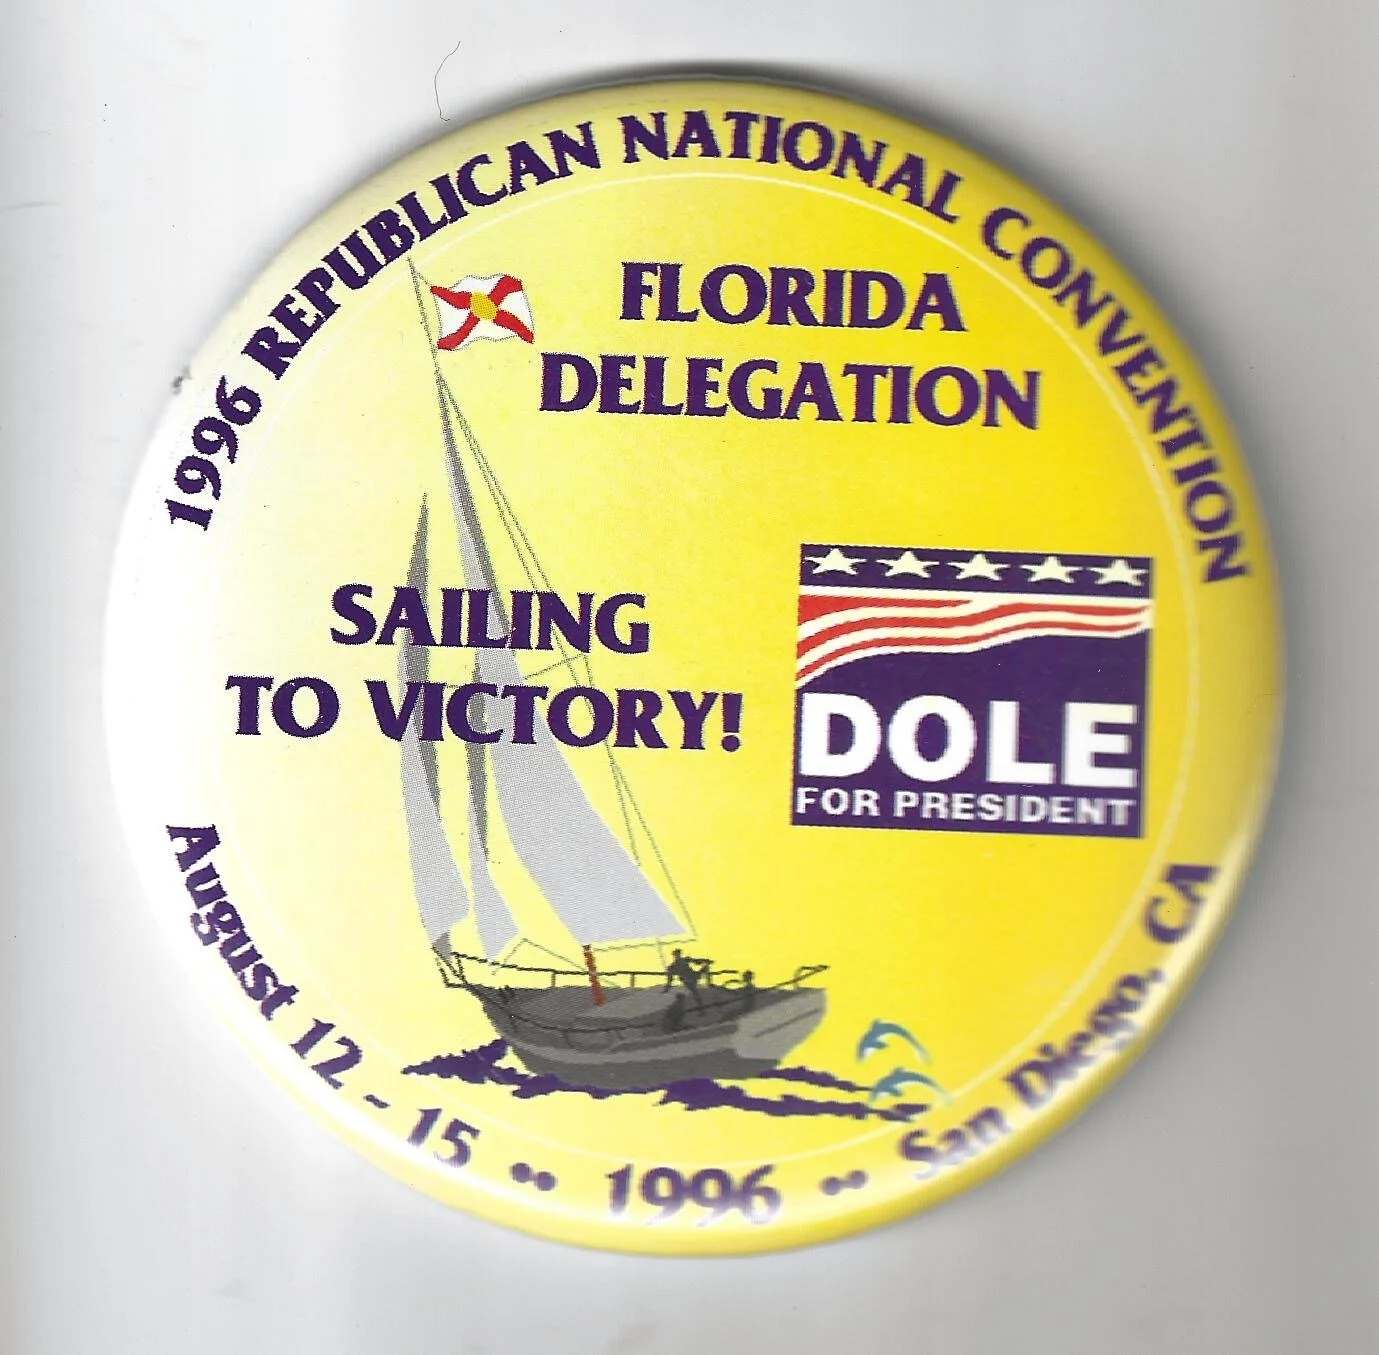 1996 REPUBLICAN NATIONAL CONVENTION
FLORIDA
DELEGATION
SAILING
TO VICTORY!
DOLE
FOR PRESIDENT
August 12 - 15 •• 1996 •• San Diego, CA